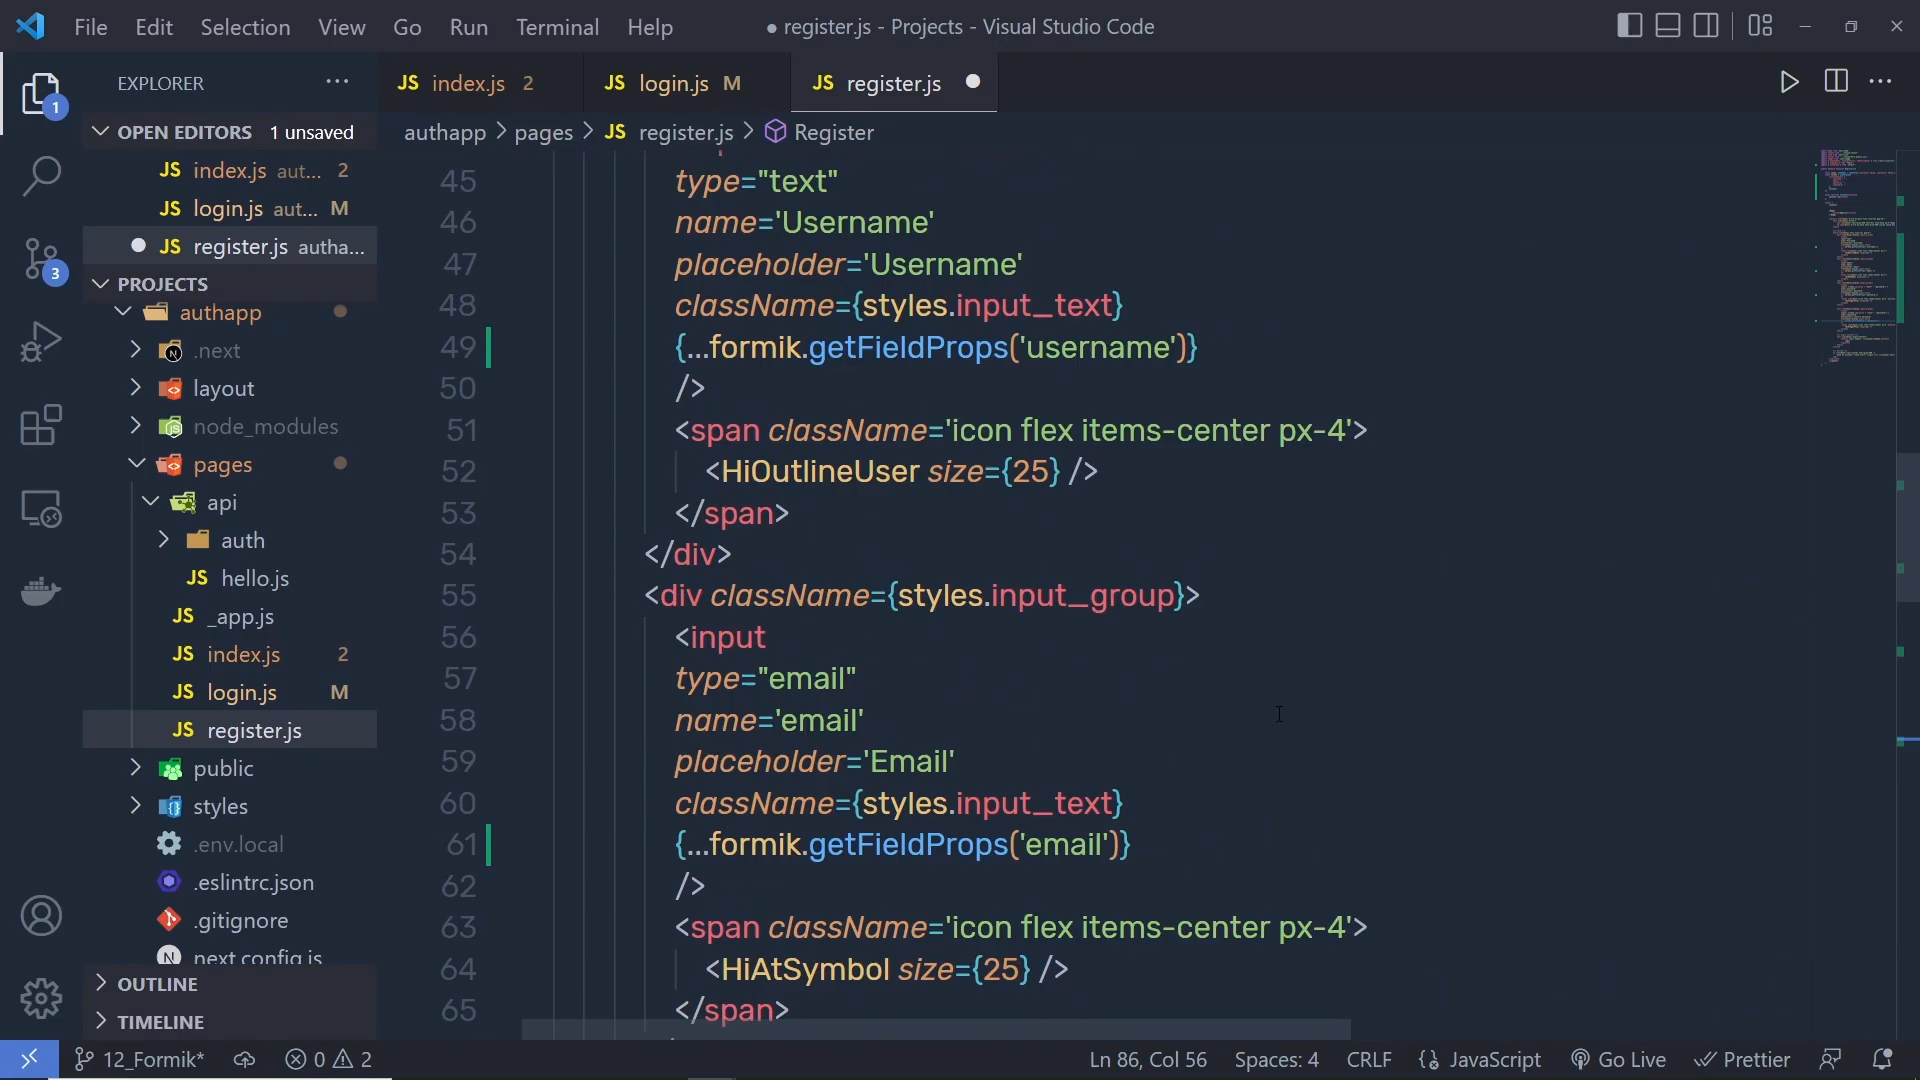 File Edit Selection View Go Run Terminal Help
● register.js - Projects - Visual Studio Code
EXPLORER ...
JS index.js 2
JS login.js M
JS register.js
OPEN EDITORS 1 unsaved
JS index.js aut... 2
JS login.js aut... M
JS register.js autha...
PROJECTS
authapp
.next
layout
node_modules
pages
api
auth
JS hello.js
JS _app.js
JS index.js 2
JS login.js M
JS register.js
public
styles
.env.local
.eslintrc.json
.gitignore
next.config.js
OUTLINE
TIMELINE
1
3
authapp > pages > JS register.js > Register
45 type="text"
46 name='Username'
47 placeholder='Username'
48 className={styles.input_text}
49 {...formik.getFieldProps('username')}
50 />
51 <span className='icon flex items-center px-4'>
52 <HiOutlineUser size={25} />
53 </span>
54 </div>
55 <div className={styles.input_group}>
56 <input
57 type="email"
58 name='email'
59 placeholder='Email'
60 className={styles.input_text}
61 {...formik.getFieldProps('email')}
62 />
63 <span className='icon flex items-center px-4'>
64 <HiAtSymbol size={25} />
65 </span>
12_Formik* 0 2 Ln 86, Col 56 Spaces: 4 CRLF {} JavaScript Go Live Prettier